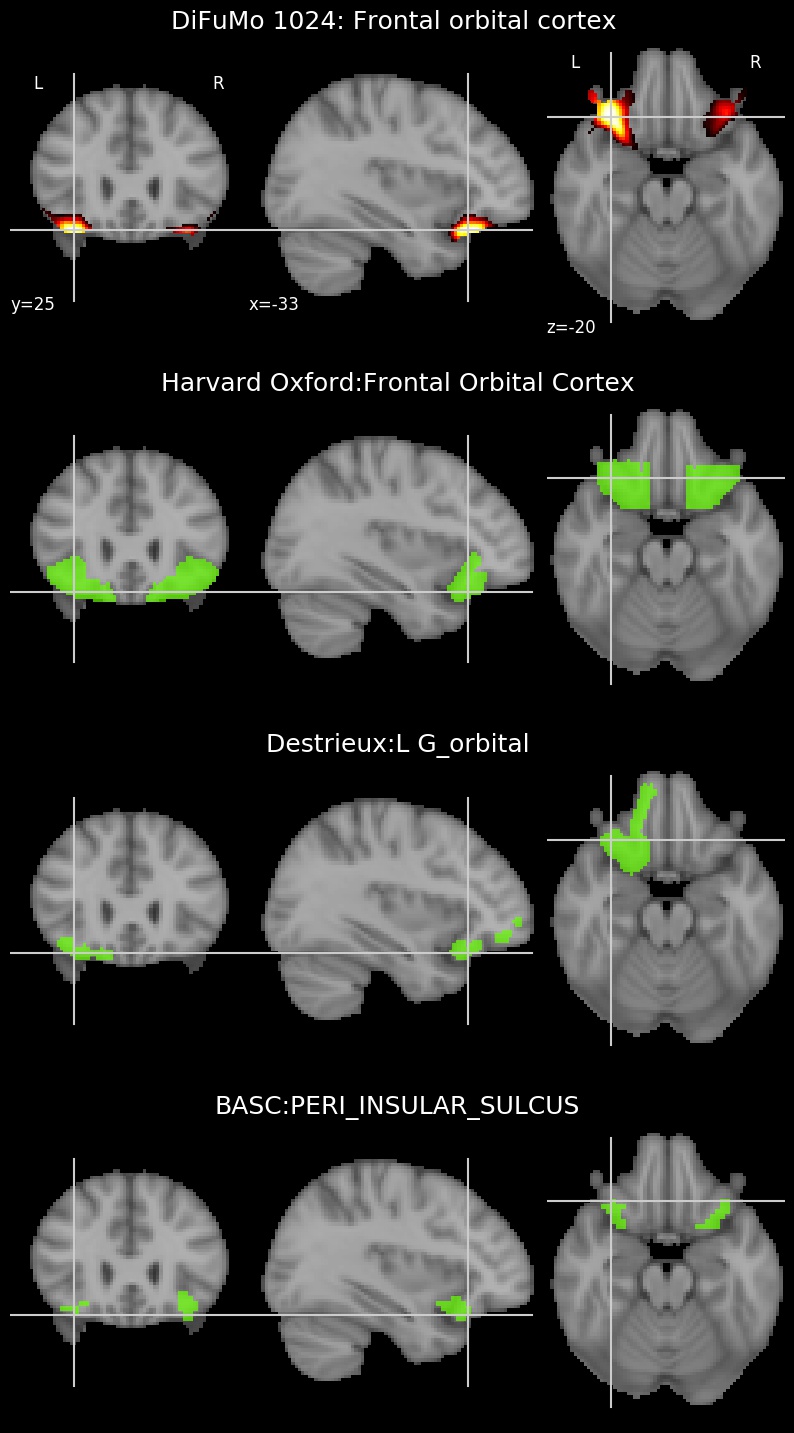 DiFuMo 1024: Frontal orbital cortex
L R L R
y=25 x=-33 z=-20
Harvard Oxford:Frontal Orbital Cortex
Destrieux:L G_orbital
BASC:PERI_INSULAR_SULCUS